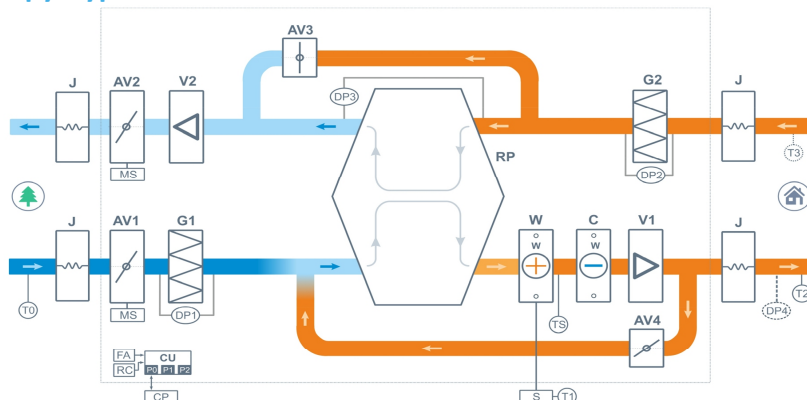 AV3
J
AV2
V2
G2
J
DP3
RP
MS
DP2
T3
J
AV1
G1
W
C
V1
J
W
W
T0
MS
DP1
TS
DP4
T2
AV4
FA
RC
CU
P0 P1 P2
CP
S
T1